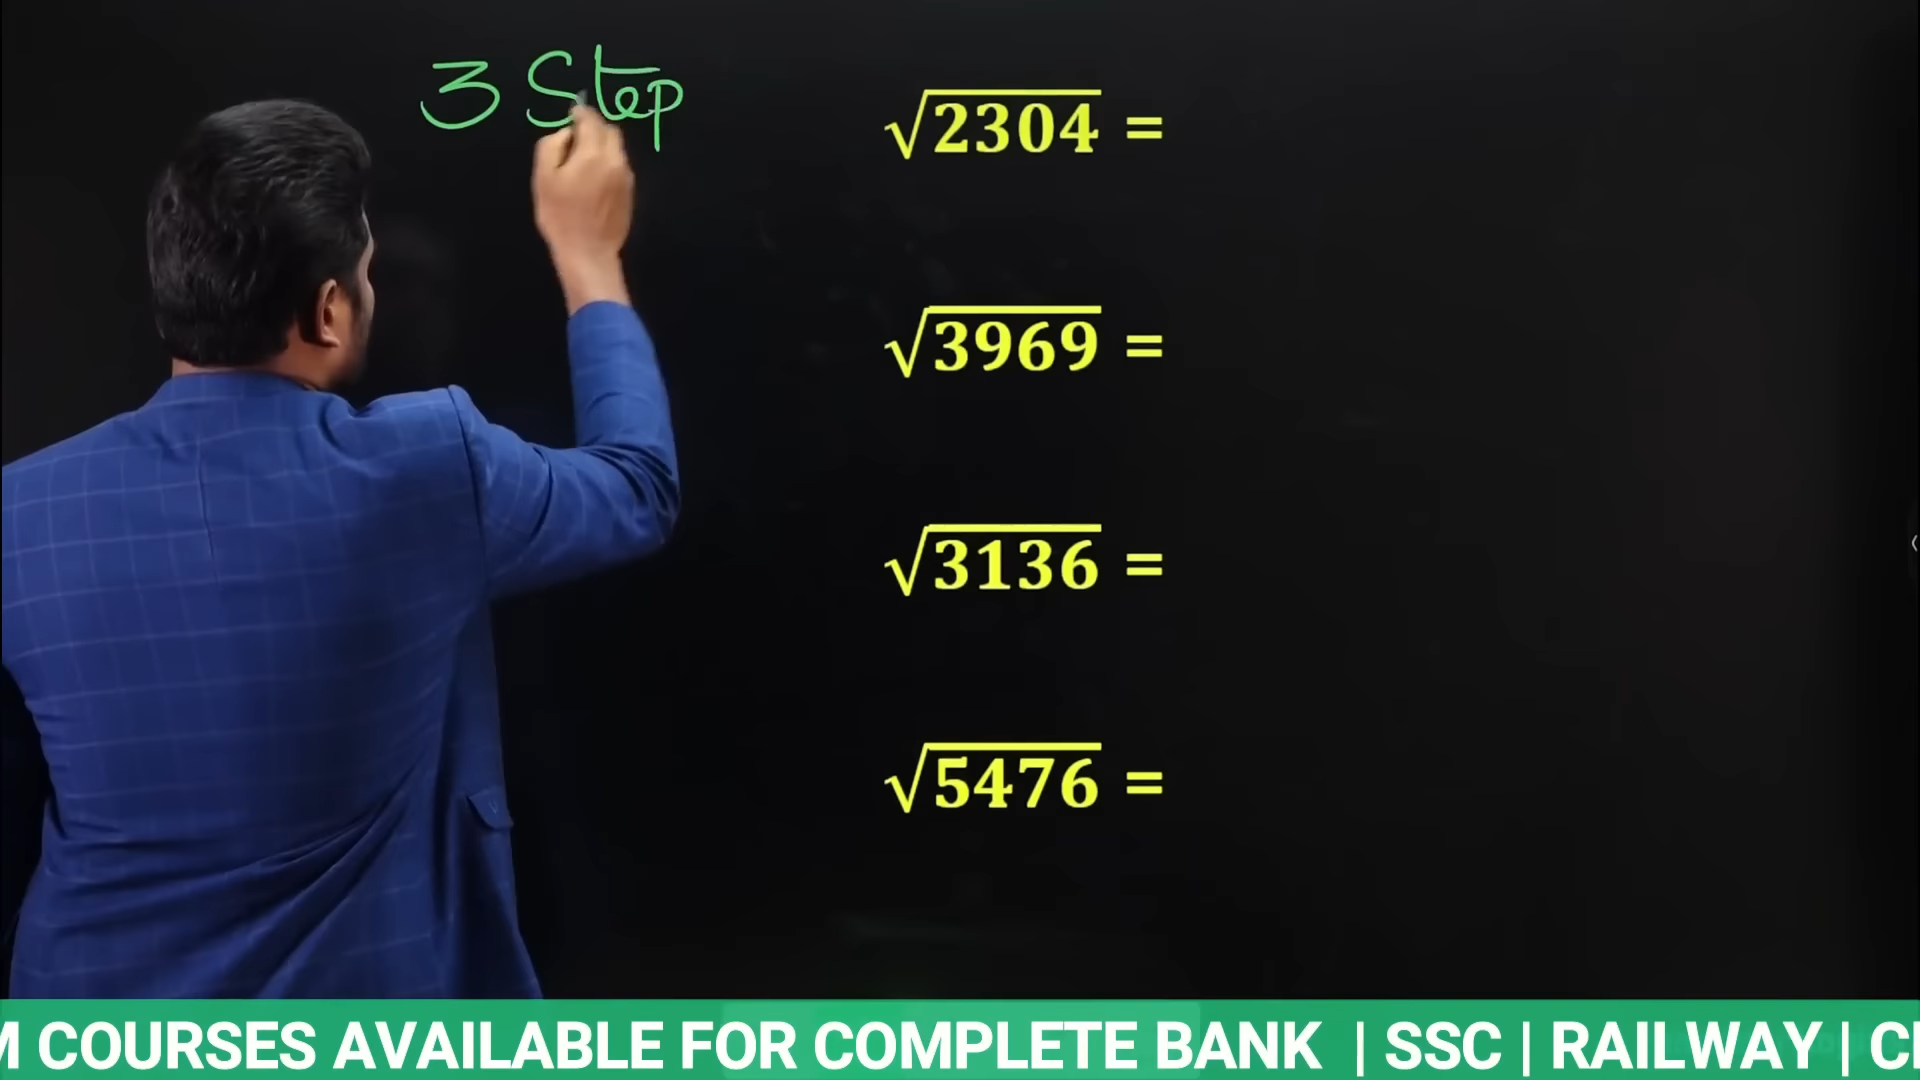 3 Step
√2304 =
√3969 =
√3136 =
√5476 =
COURSES AVAILABLE FOR COMPLETE BANK | SSC | RAILWAY |